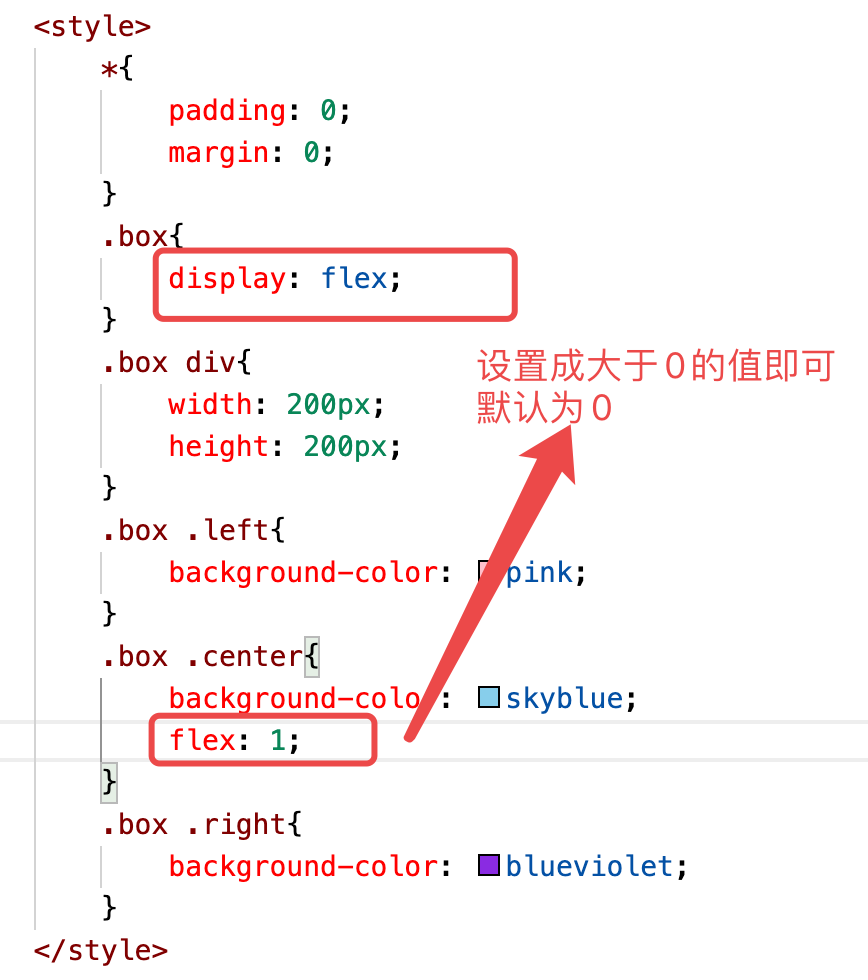 <style>
*{
padding: 0;
margin: 0;
}
.box{
display: flex;
}
.box div{
width: 200px;
height: 200px;
}
设置成大于0的值即可
默认为0
.box .left{
background-color: pink;
}
.box .center{
background-colo : skyblue;
flex: 1;
}
.box .right{
background-color: blueviolet;
}
</style>